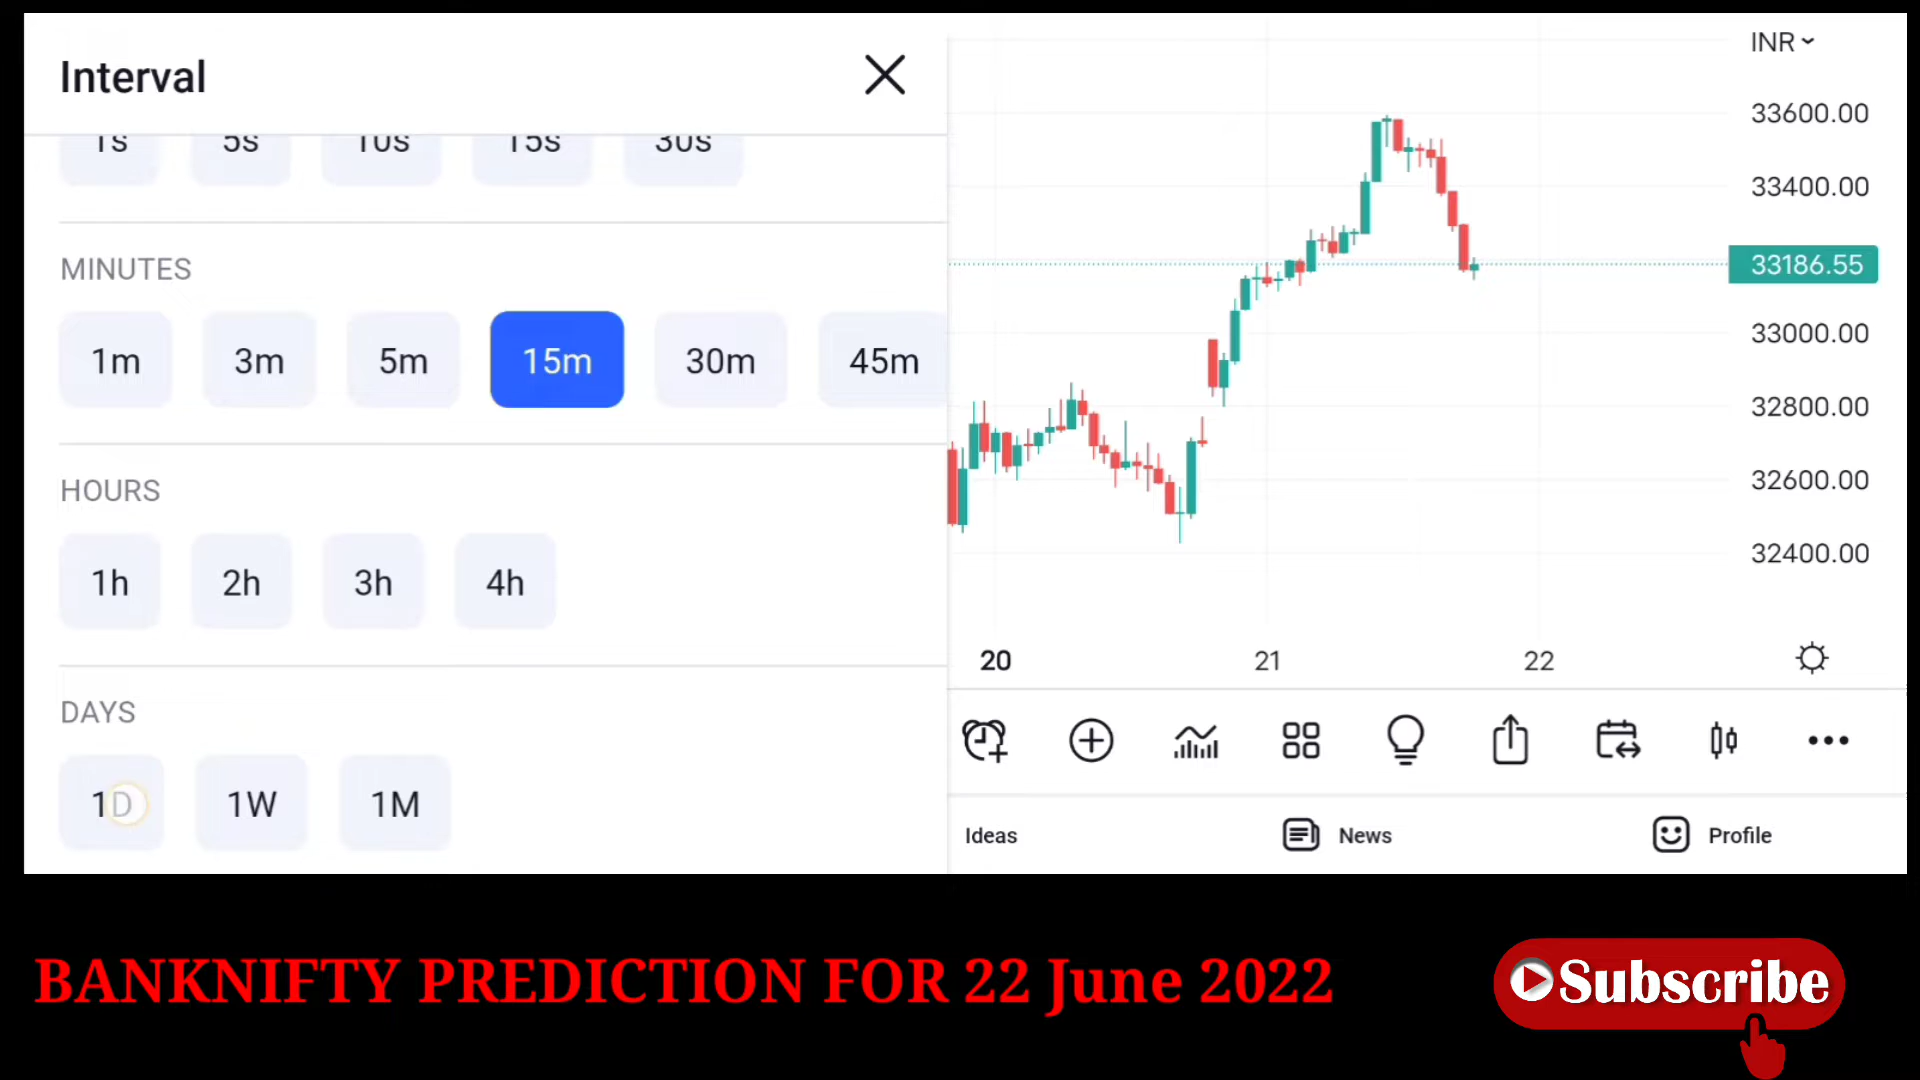 Interval
1s 5s 10s 15s 30s
MINUTES
1m 3m 5m 15m 30m 45m
HOURS
1h 2h 3h 4h
DAYS
1D 1W 1M
INR
33600.00
33400.00
33186.55
33000.00
32800.00
32600.00
32400.00
20 21 22
Ideas News Profile
BANKNIFTY PREDICTION FOR 22 June 2022
Subscribe